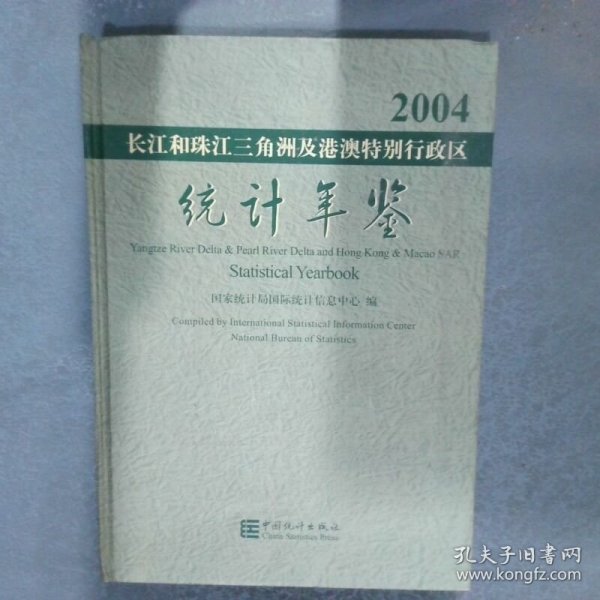 2004
长江和珠江三角洲及港澳特别行政区
统计年鉴
Yangtze River Delta & Pearl River Delta and Hong Kong & Macao SAR
Statistical Yearbook
国家统计局国际统计信息中心 编
Compiled by International Statistical Information Center
National Bureau of Statistics
中国统计出版社
China Statistics Press
孔夫子旧书网
www.kongfz.com